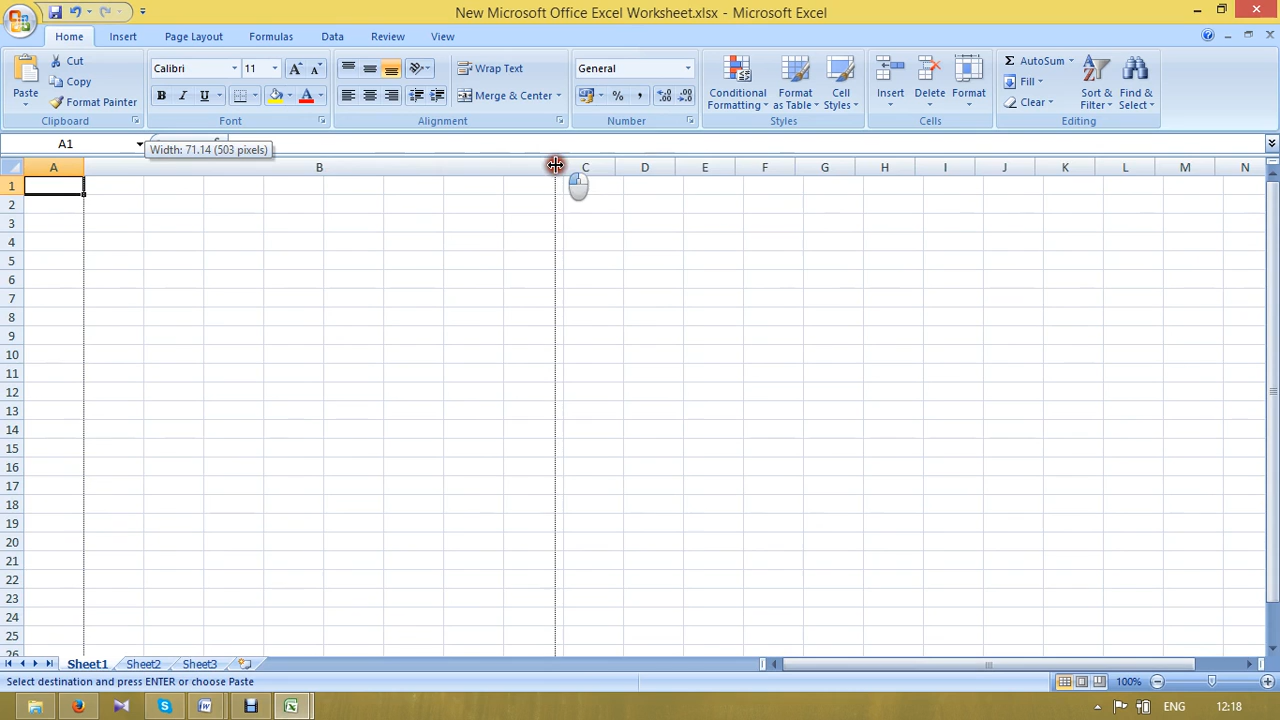 New Microsoft Office Excel Worksheet.xlsx - Microsoft Excel
Home Insert Page Layout Formulas Data Review View
Paste Cut Copy Format Painter Clipboard
Calibri 11 A A B I U A Font
Wrap Text Merge & Center Alignment
General % , .0 .00 .00 .0 Number
Conditional Formatting Format as Table Cell Styles Styles
Insert Delete Format Cells
Σ AutoSum Fill Clear Sort & Filter Find & Select Editing
A1
Width: 71.14 (503 pixels)
A B C D E F G H I J K L M N
1
2
3
4
5
6
7
8
9
10
11
12
13
14
15
16
17
18
19
20
21
22
23
24
25
26
Sheet1 Sheet2 Sheet3
Select destination and press ENTER or choose Paste 100%
ENG 12:18